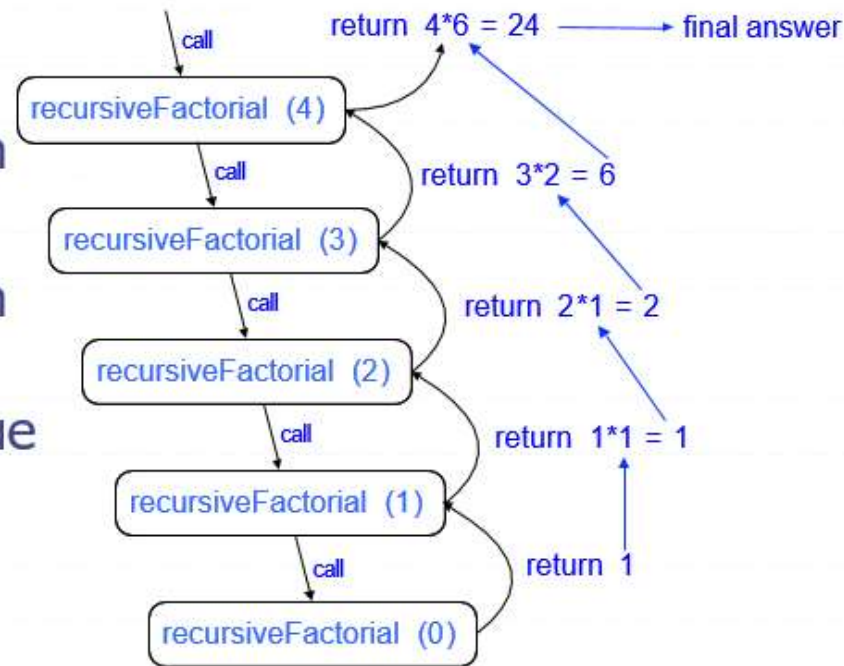 call
return 4*6 = 24
final answer
recursiveFactorial (4)
call
return 3*2 = 6
recursiveFactorial (3)
call
return 2*1 = 2
recursiveFactorial (2)
call
return 1*1 = 1
recursiveFactorial (1)
call
return 1
recursiveFactorial (0)